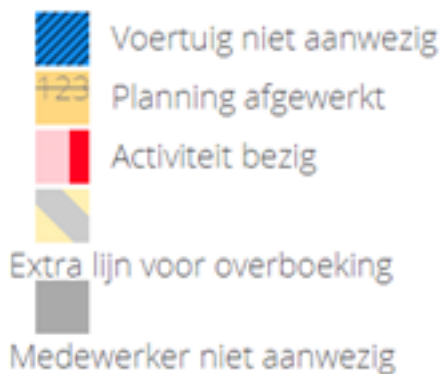 Voertuig niet aanwezig
123 Planning afgewerkt
Activiteit bezig
Extra lijn voor overboeking
Medewerker niet aanwezig